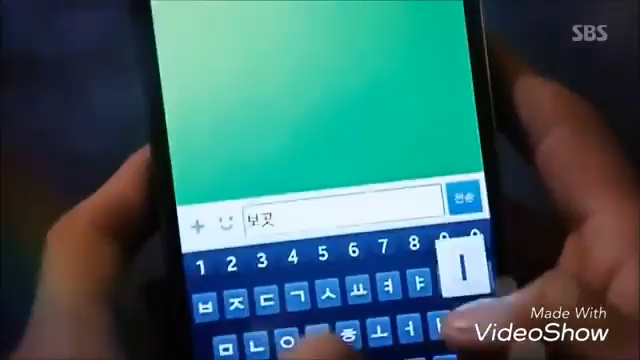 SBS
보곳
전송
1 2 3 4 5 6 7 8 9 0
ㅣ
ㅂ ㅈ ㄷ ㄱ ㅅ ㅛ ㅕ ㅑ
ㅁ ㄴ ㅇ ㅎ ㅗ ㅓ ㅏ
Made With
VideoShow